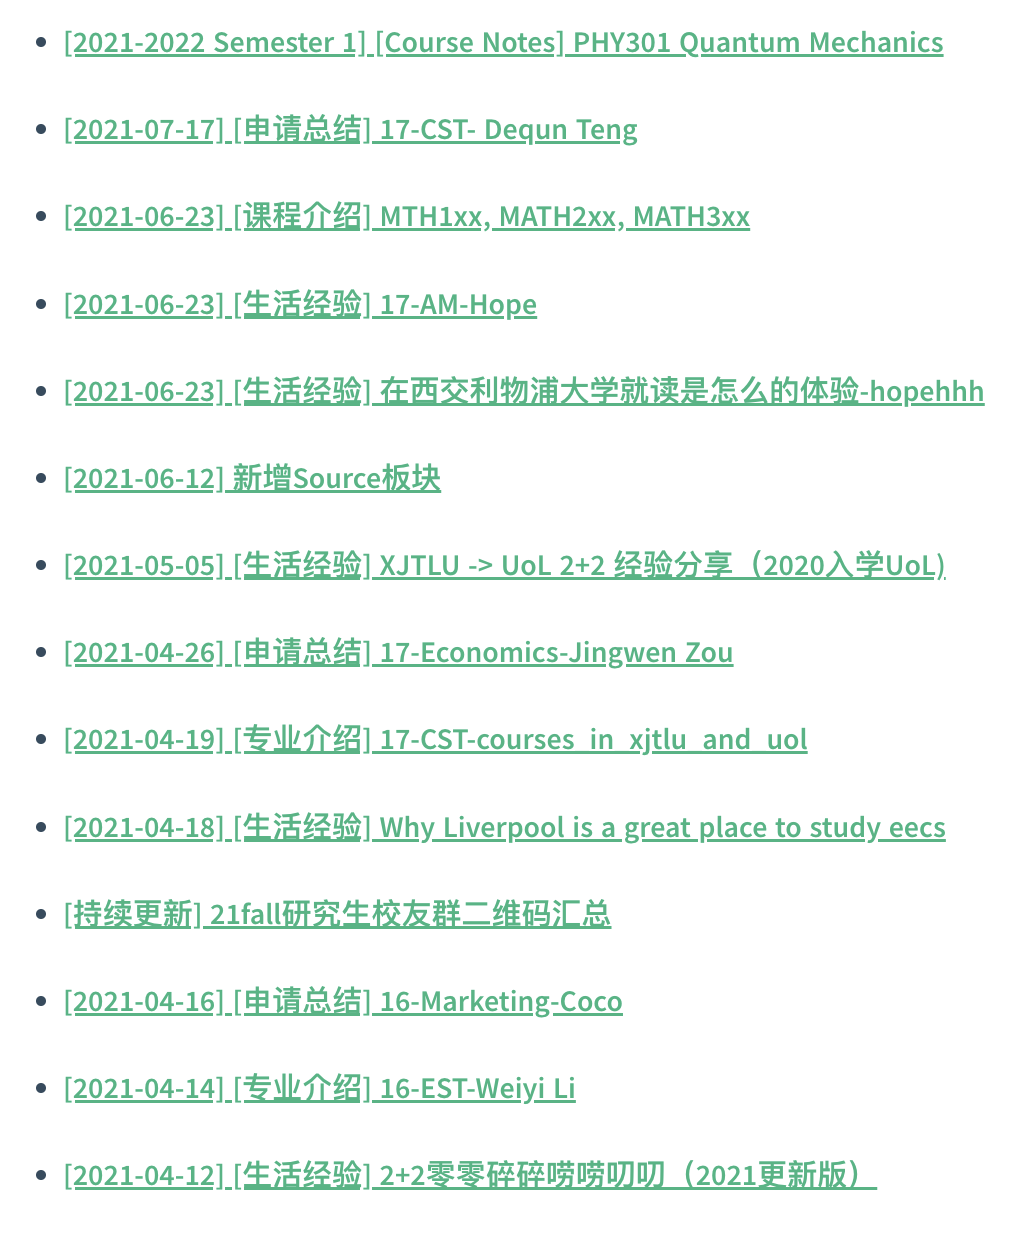 [2021-2022 Semester 1] [Course Notes] PHY301 Quantum Mechanics
[2021-07-17] [申请总结] 17-CST- Dequn Teng
[2021-06-23] [课程介绍] MTH1xx, MATH2xx, MATH3xx
[2021-06-23] [生活经验] 17-AM-Hope
[2021-06-23] [生活经验] 在西交利物浦大学就读是怎么的体验-hopehhh
[2021-06-12] 新增Source板块
[2021-05-05] [生活经验] XJTLU -> UoL 2+2 经验分享（2020入学UoL)
[2021-04-26] [申请总结] 17-Economics-Jingwen Zou
[2021-04-19] [专业介绍] 17-CST-courses_in_xjtlu_and_uol
[2021-04-18] [生活经验] Why Liverpool is a great place to study eecs
[持续更新] 21fall研究生校友群二维码汇总
[2021-04-16] [申请总结] 16-Marketing-Coco
[2021-04-14] [专业介绍] 16-EST-Weiyi Li
[2021-04-12] [生活经验] 2+2零零碎碎唠唠叨叨（2021更新版）